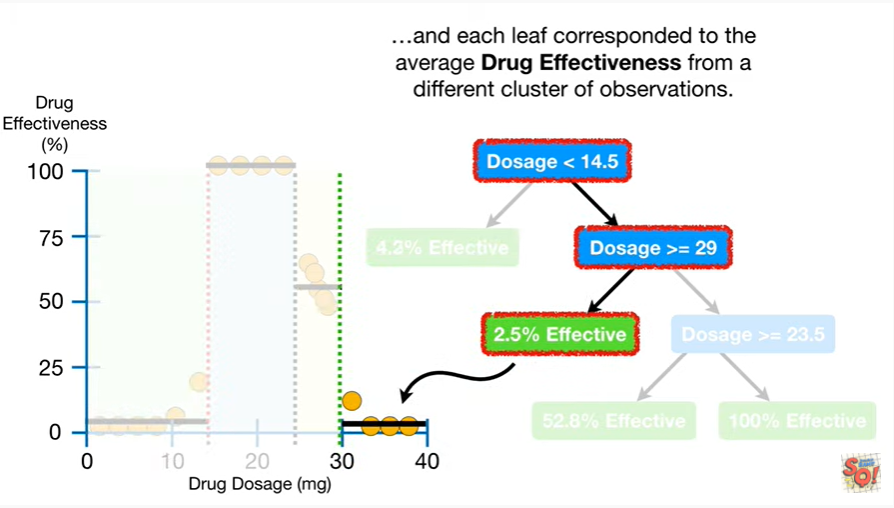 …and each leaf corresponded to the
average Drug Effectiveness from a
different cluster of observations.
Drug
Effectiveness
(%)
100
75
50
25
0
0
10
20
30
40
Drug Dosage (mg)
Dosage < 14.5
4.2% Effective
Dosage >= 29
2.5% Effective
Dosage >= 23.5
52.8% Effective
100% Effective
SQ!